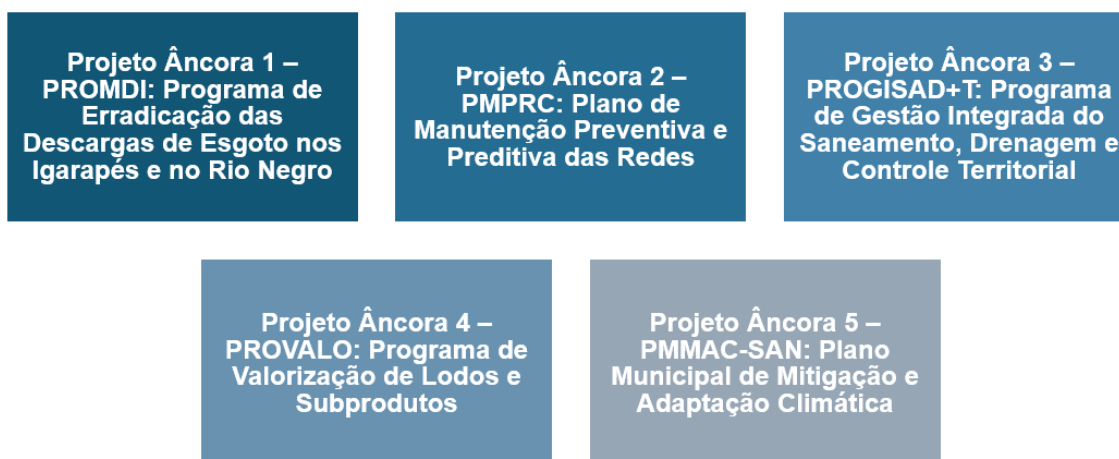 Projeto Âncora 1 –
PROMDI: Programa de
Erradicação das
Descargas de Esgoto nos
Igarapés e no Rio Negro
Projeto Âncora 2 –
PMPRC: Plano de
Manutenção Preventiva e
Preditiva das Redes
Projeto Âncora 3 –
PROGISAD+T: Programa
de Gestão Integrada do
Saneamento, Drenagem e
Controle Territorial
Projeto Âncora 4 –
PROVALO: Programa de
Valorização de Lodos e
Subprodutos
Projeto Âncora 5 –
PMMAC-SAN: Plano
Municipal de Mitigação e
Adaptação Climática